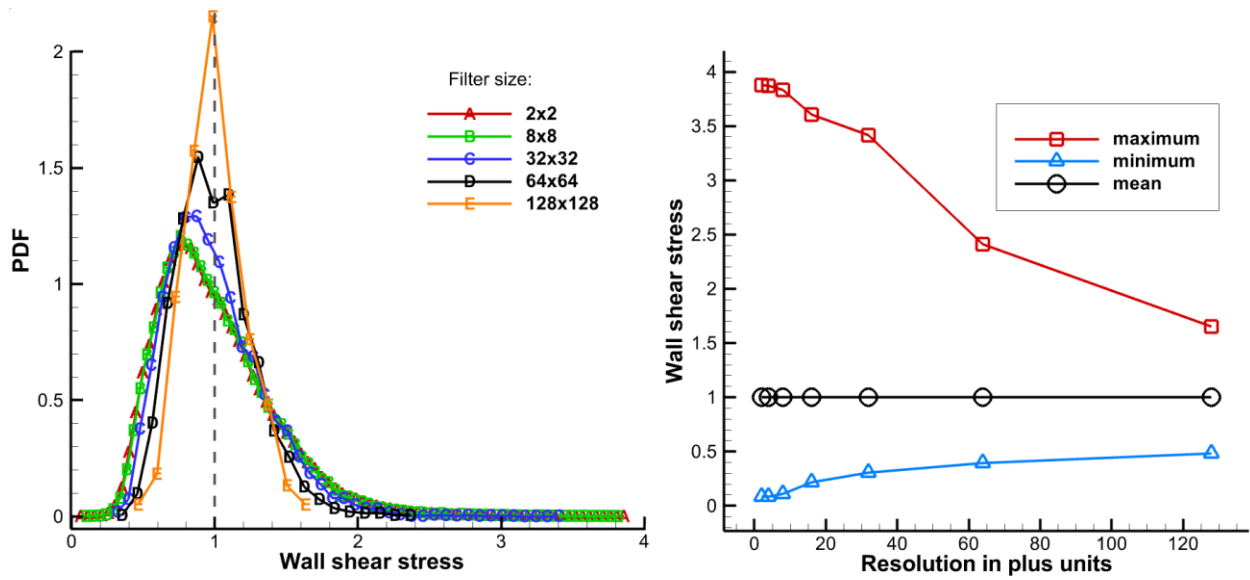 2
1.5
1
0.5
0
PDF
0
1
2
3
4
Wall shear stress
Filter size:
A 2x2
B 8x8
C 32x32
D 64x64
E 128x128
4
3.5
3
2.5
2
1.5
1
0.5
0
Wall shear stress
0
20
40
60
80
100
120
Resolution in plus units
maximum
minimum
mean